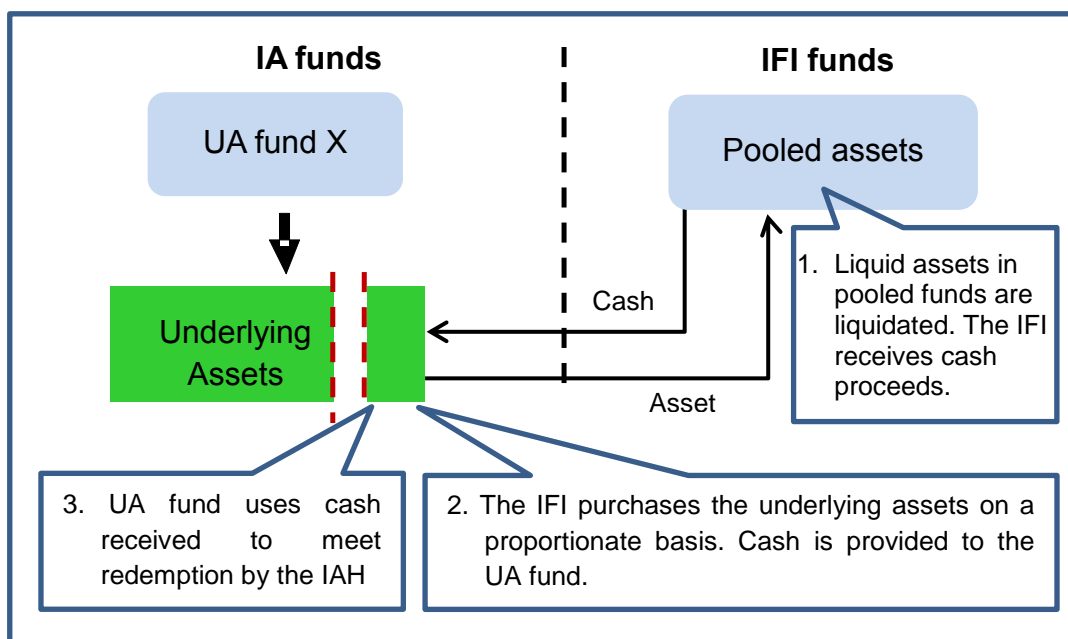 IA funds
IFI funds
UA fund X
Pooled assets
1. Liquid assets in
pooled funds are
liquidated. The IFI
receives cash
proceeds.
Cash
Underlying
Assets
Asset
3. UA fund uses cash
received to meet
redemption by the IAH
2. The IFI purchases the underlying assets on a
proportionate basis. Cash is provided to the
UA fund.